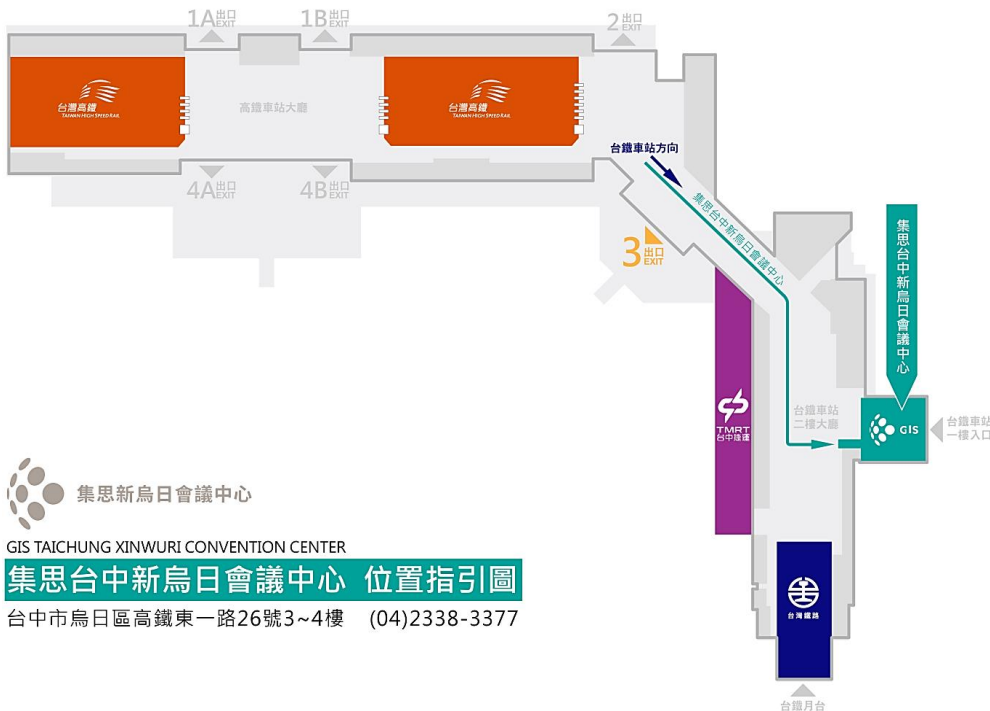 1A出口
EXIT
1B出口
EXIT
2出口
EXIT
台灣高鐵
TAIWAN HIGH SPEED RAIL
高鐵車站大廳
台灣高鐵
TAIWAN HIGH SPEED RAIL
台鐵車站方向
4A出口
EXIT
4B出口
EXIT
集思台中新烏日會議中心
3出口
EXIT
集思台中新烏日會議中心
TMRT
台中捷運
台鐵車站
二樓大廳
GIS
台鐵車站
一樓入口
集思新烏日會議中心
GIS TAICHUNG XINWURI CONVENTION CENTER
集思台中新烏日會議中心 位置指引圖
台中市烏日區高鐵東一路26號3~4樓 (04)2338-3377
台灣鐵路
台鐵月台